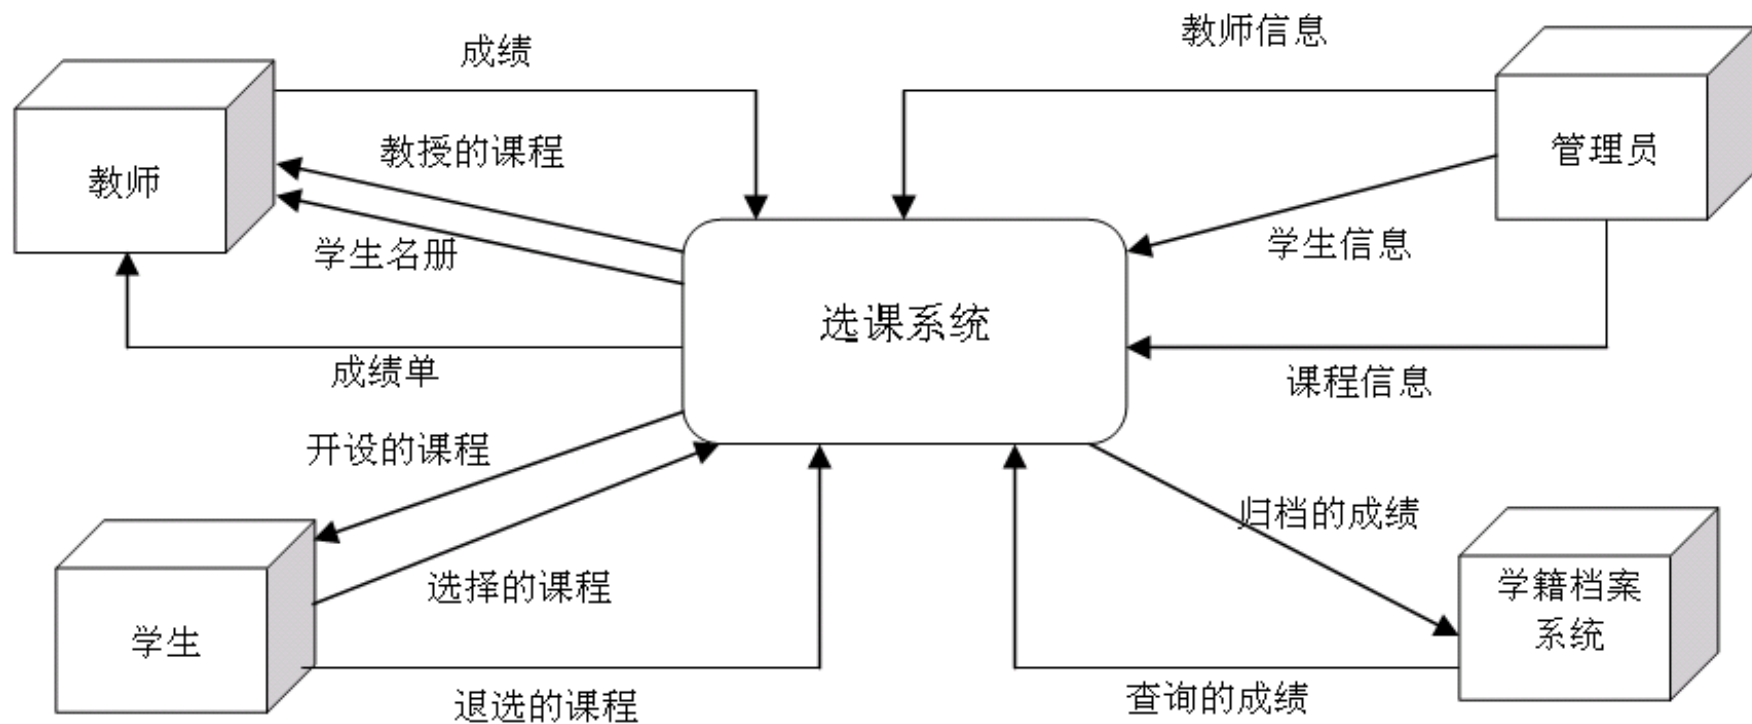 成绩
教师信息
教师
教授的课程
管理员
学生名册
学生信息
选课系统
成绩单
课程信息
开设的课程
归档的成绩
选择的课程
学生
学籍档案
系统
退选的课程
查询的成绩